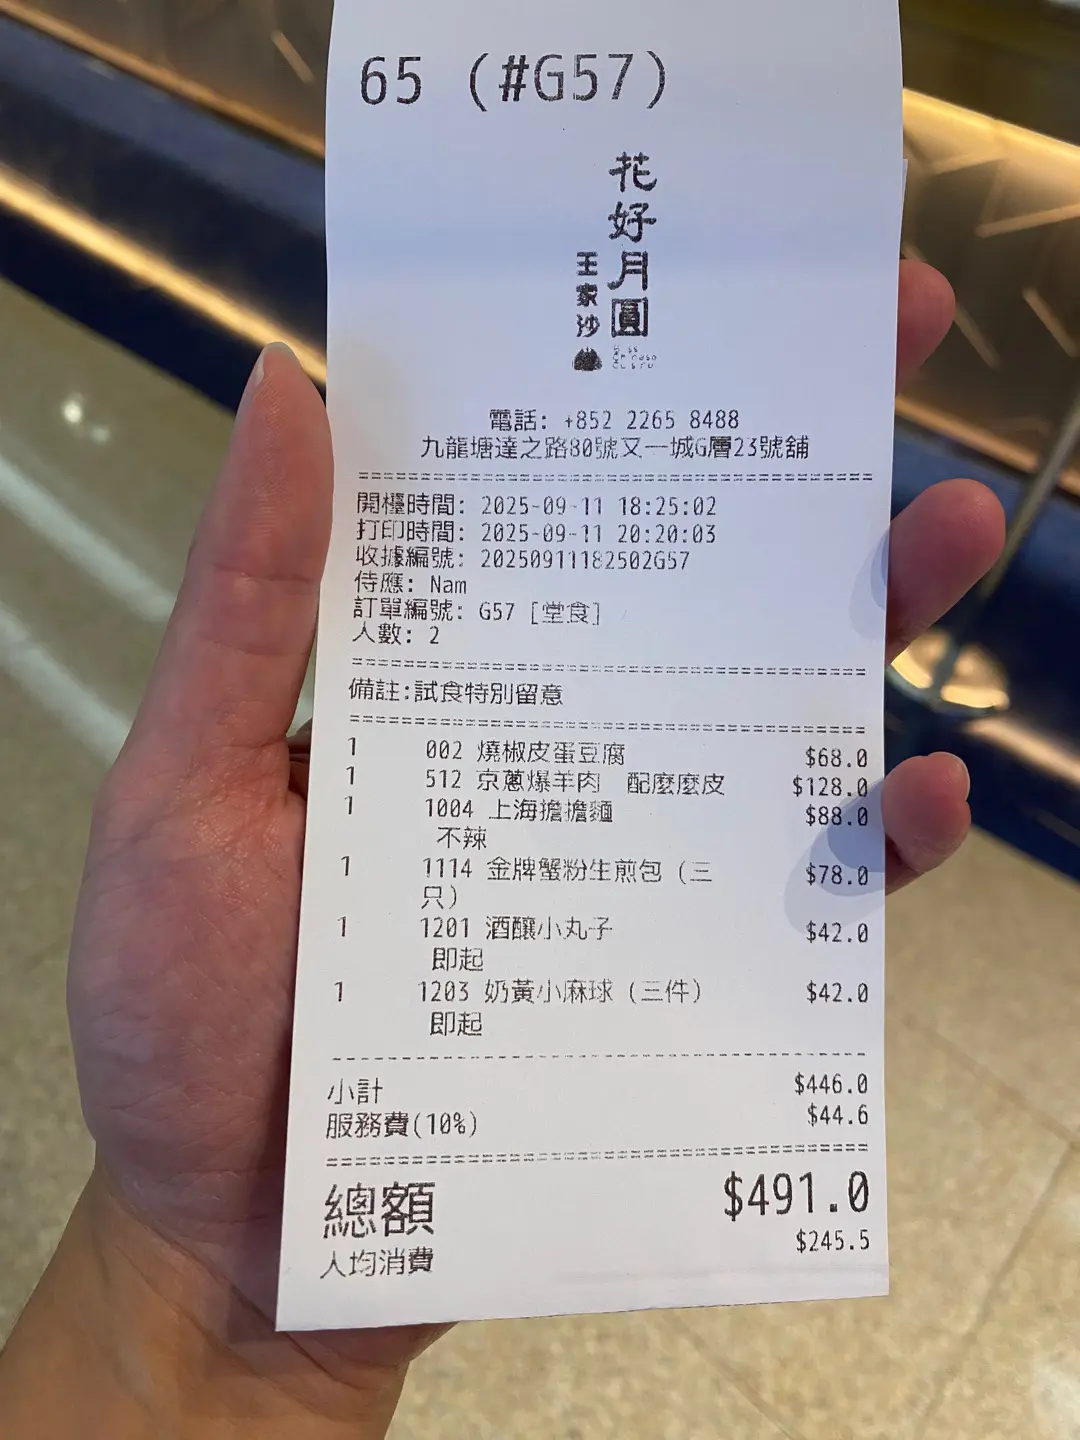 65 (#G57)
花好月圓
王家沙
電話: +852 2265 8488
九龍塘達之路80號又一城G層23號舖
開檯時間: 2025-09-11 18:25:02
打印時間: 2025-09-11 20:20:03
收據編號: 20250911182502G57
侍應: Nam
訂單編號: G57 [堂食]
人數: 2
備註:試食特別留意
1 002 燒椒皮蛋豆腐 $68.0
1 512 京蔥爆羊肉 配麼麼皮 $128.0
1 1004 上海擔擔麵 $88.0
不辣
1 1114 金牌蟹粉生煎包 (三 $78.0
只)
1 1201 酒釀小丸子 $42.0
即起
1 1203 奶黃小麻球 (三件) $42.0
即起
小計 $446.0
服務費(10%) $44.6
總額 $491.0
人均消費 $245.5